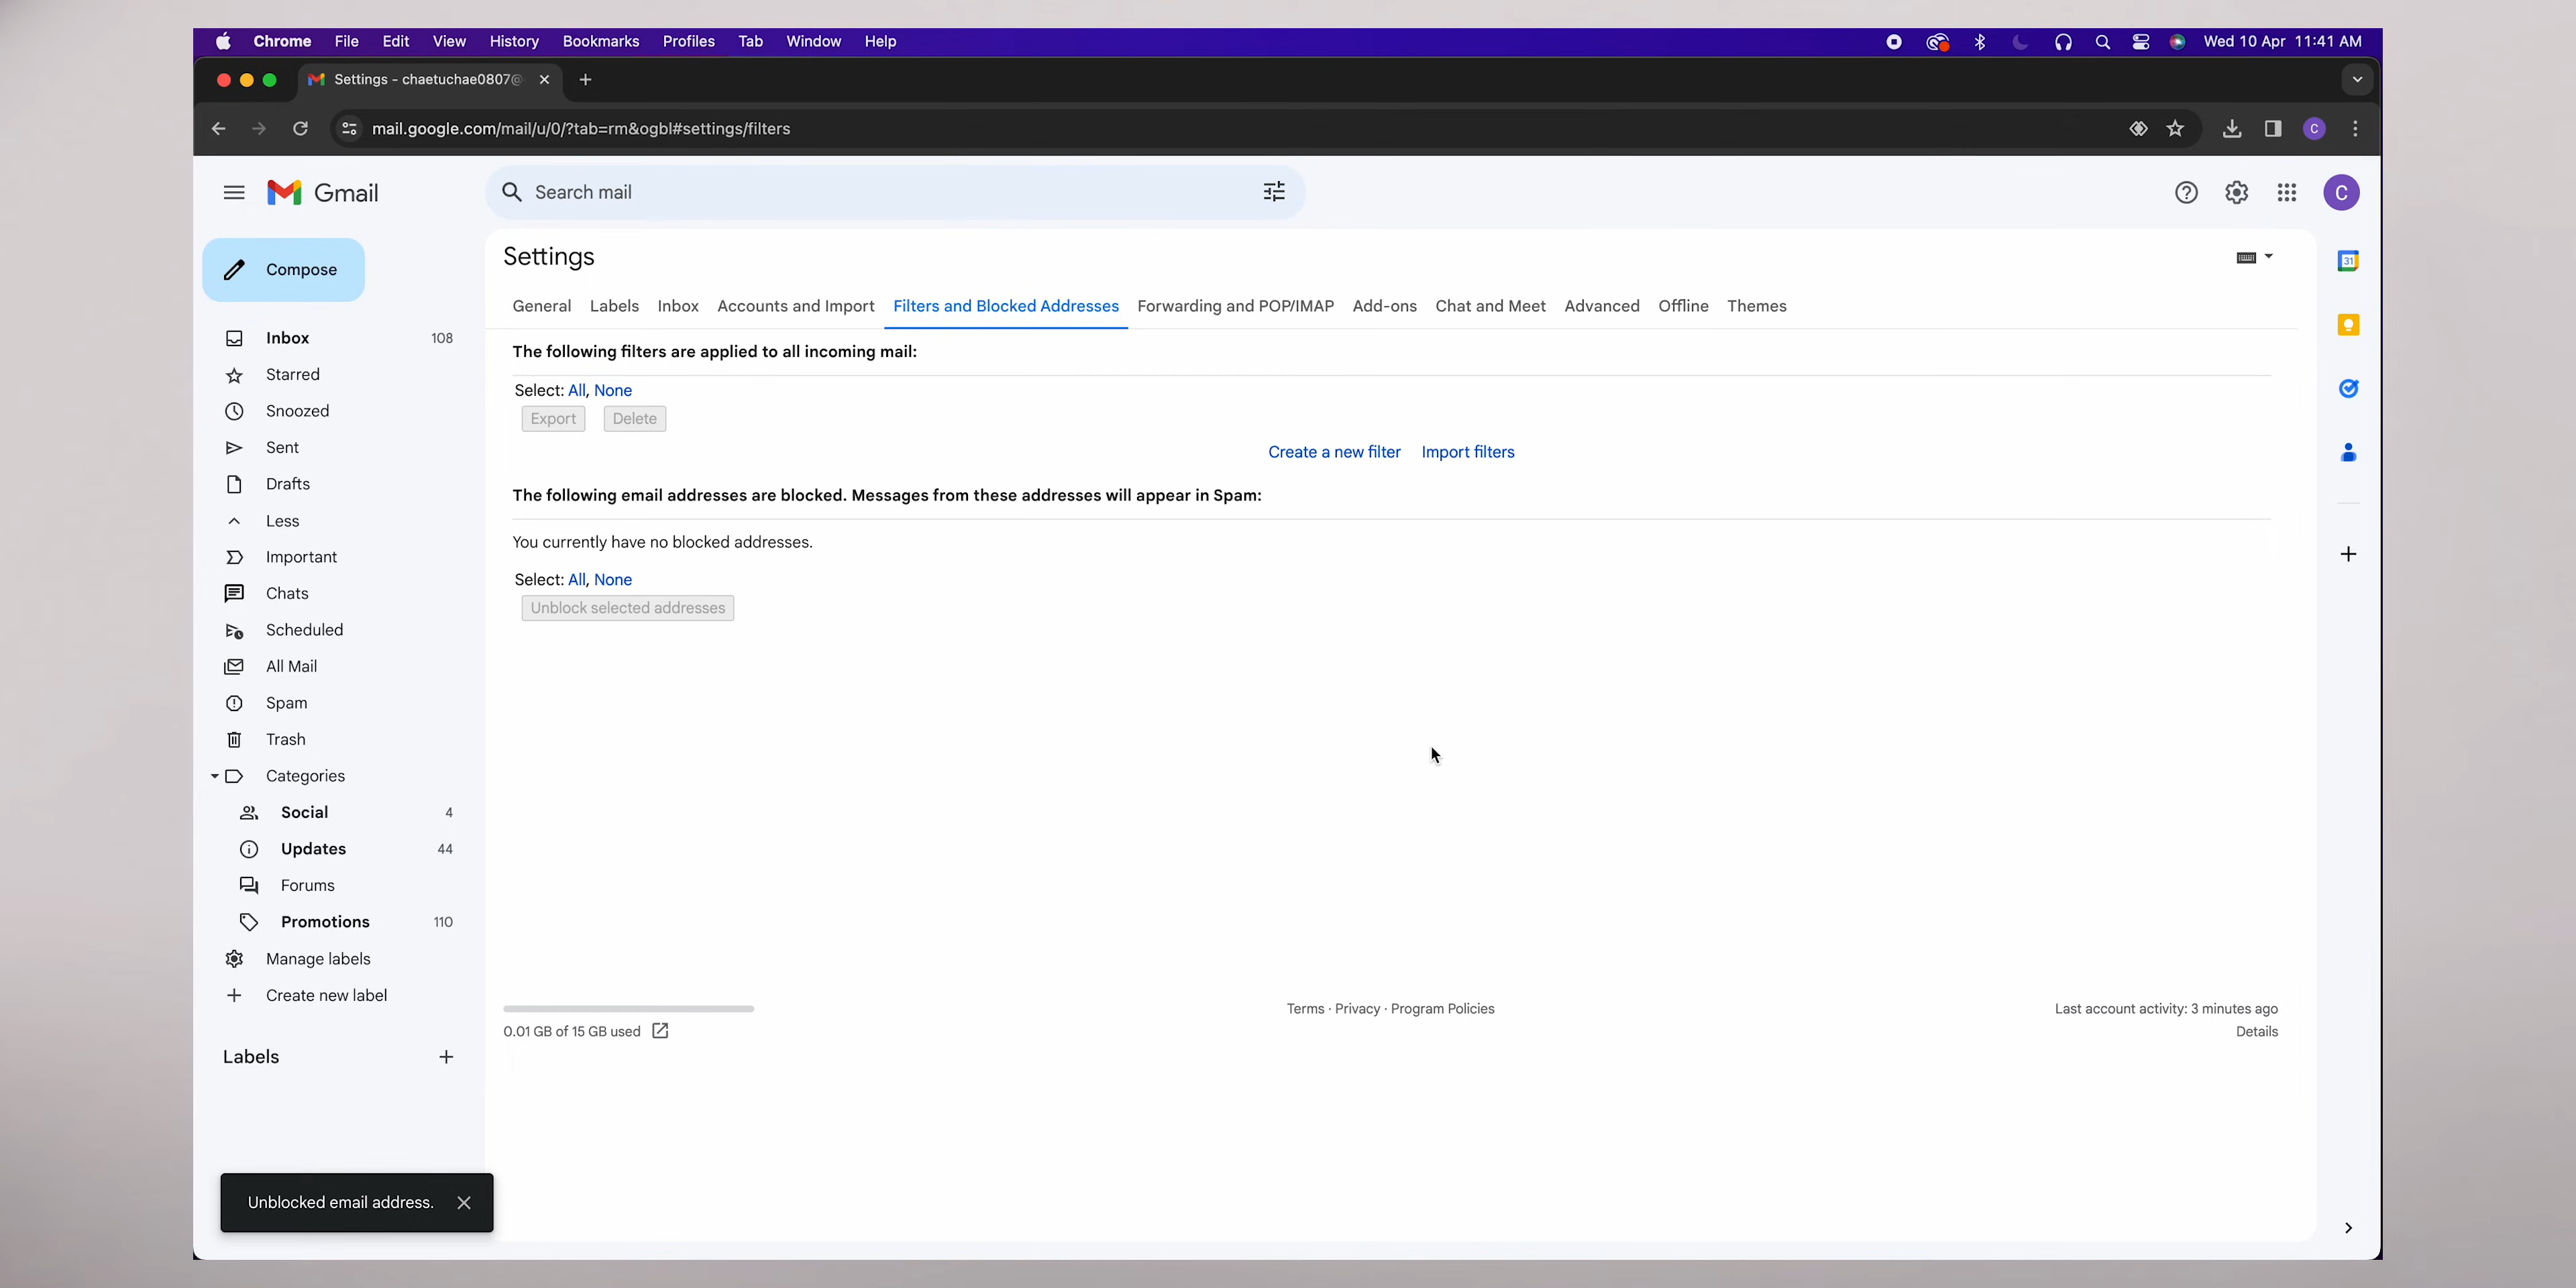 Chrome File Edit View History Bookmarks Profiles Tab Window Help Wed 10 Apr 11:41 AM
Settings - chaetuchae0807@
mail.google.com/mail/u/0/?tab=rm&ogbl#settings/filters C
Gmail Search mail C
Compose
Inbox 108
Starred
Snoozed
Sent
Drafts
Less
Important
Chats
Scheduled
All Mail
Spam
Trash
Categories
Social 4
Updates 44
Forums
Promotions 110
Manage labels
Create new label
Labels
Settings
General Labels Inbox Accounts and Import Filters and Blocked Addresses Forwarding and POP/IMAP Add-ons Chat and Meet Advanced Offline Themes
The following filters are applied to all incoming mail:
Select: All, None
Export Delete
Create a new filter Import filters
The following email addresses are blocked. Messages from these addresses will appear in Spam:
You currently have no blocked addresses.
Select: All, None
Unblock selected addresses
Terms · Privacy · Program Policies Last account activity: 3 minutes ago
0.01 GB of 15 GB used Details
31
Unblocked email address.